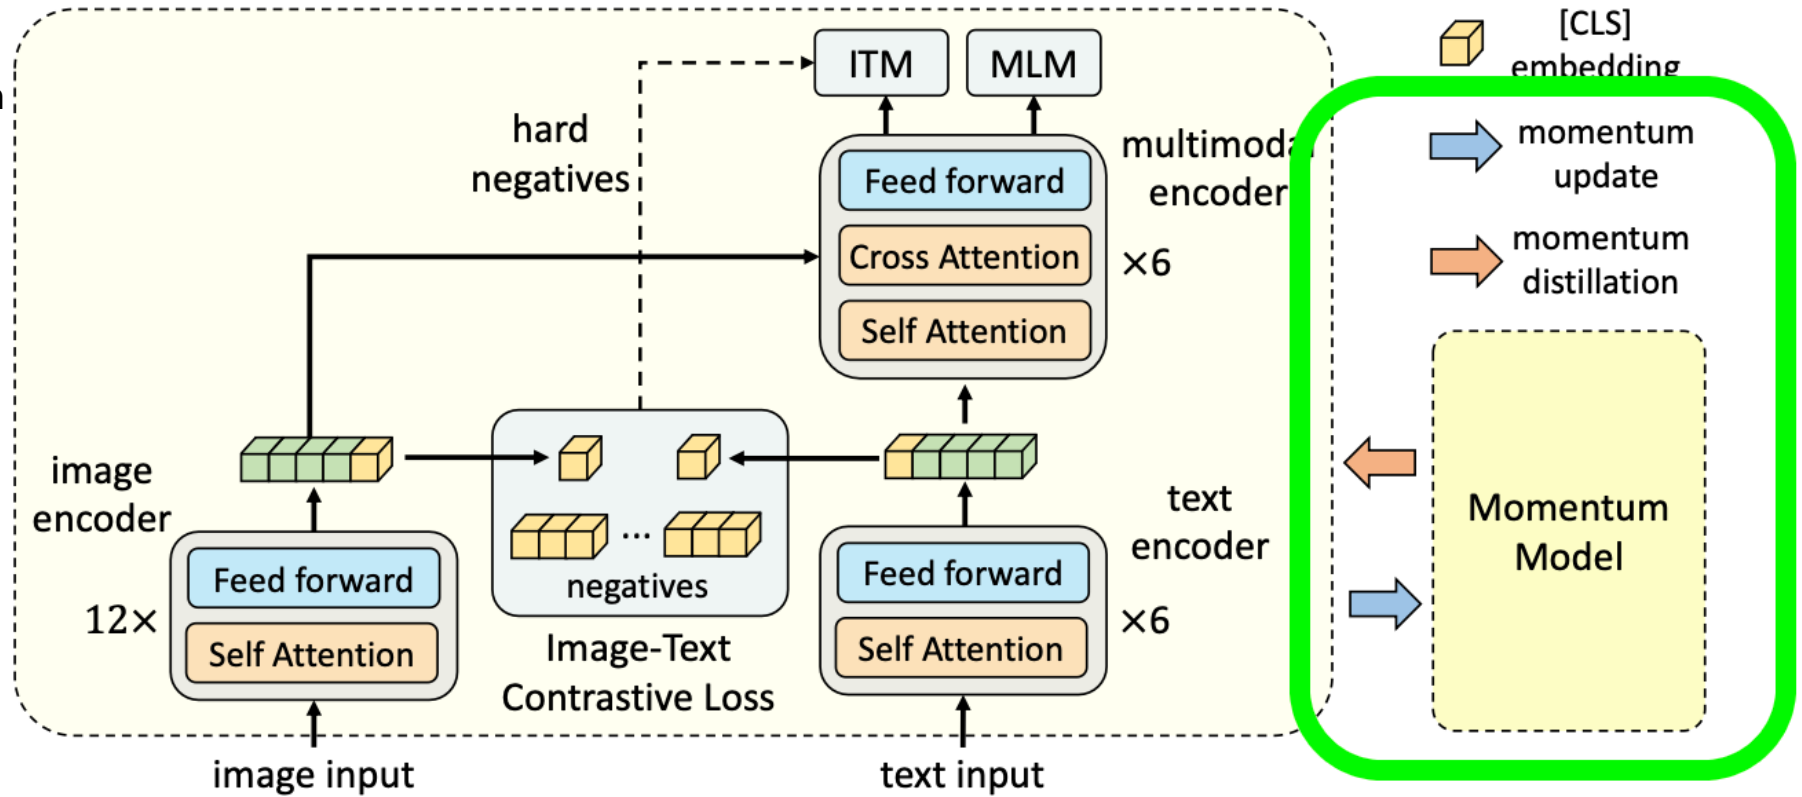 [CLS]
embedding
ITM
MLM
hard
negatives
multimodal
encoder
Feed forward
Cross Attention
Self Attention
×6
momentum
update
momentum
distillation
image
encoder
12×
Feed forward
Self Attention
...
negatives
Image-Text
Contrastive Loss
text
encoder
Feed forward
Self Attention
×6
Momentum
Model
image input
text input